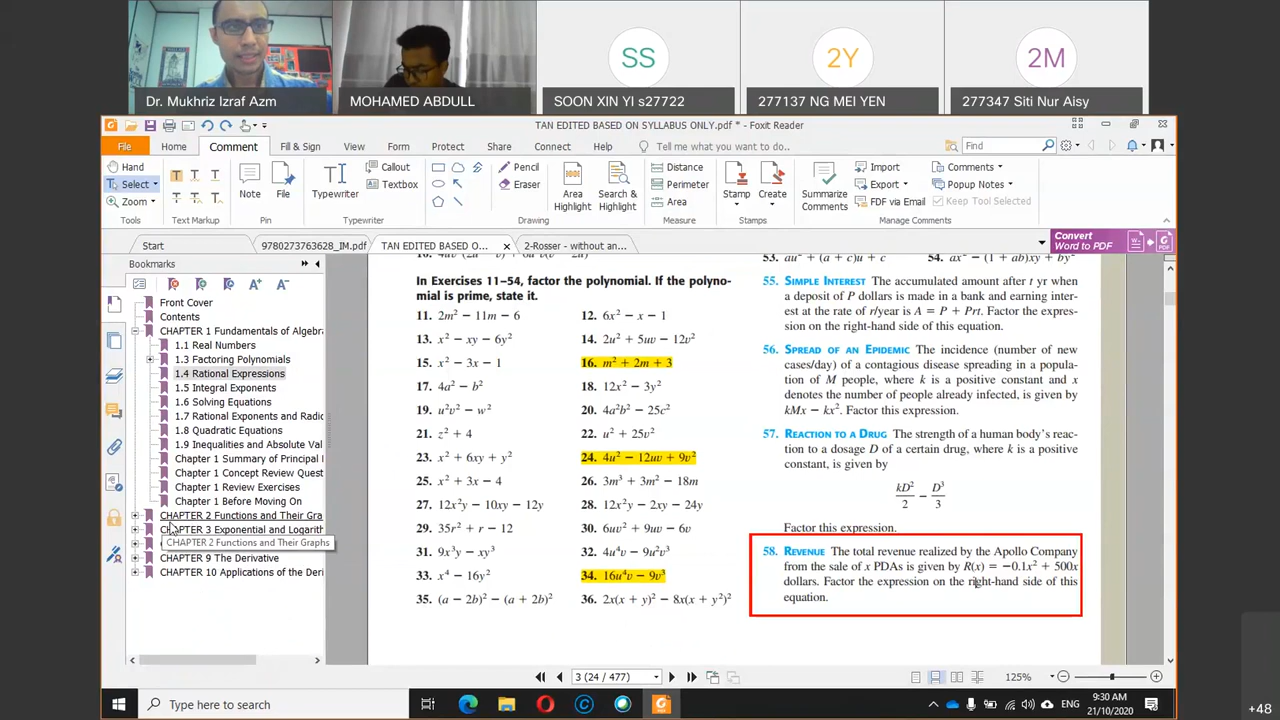 SS
2Y
2M
Dr. Mukhriz Izraf Azm
MOHAMED ABDULL
SOON XIN YI s27722
277137 NG MEI YEN
277347 Siti Nur Aisy
TAN EDITED BASED ON SYLLABUS ONLY.pdf * - Foxit Reader
File
Home
Comment
Fill & Sign
View
Form
Protect
Share
Connect
Help
Tell me what you want to do...
Find
Hand
Select
Zoom
Tools
Text Markup
Note
File
Pin
Typewriter
Callout
Textbox
Typewriter
Pencil
Eraser
Drawing
Area
Highlight
Search &
Highlight
Distance
Perimeter
Area
Measure
Stamp
Create
Stamps
Summarize
Comments
Import
Export
FDF via Email
Comments
Popup Notes
Keep Tool Selected
Manage Comments
Start
9780273763628_IM.pdf
TAN EDITED BASED O...
2-Rosser - without an...
Convert
Word to PDF
Bookmarks
Front Cover
Contents
CHAPTER 1 Fundamentals of Algebra
1.1 Real Numbers
1.3 Factoring Polynomials
1.4 Rational Expressions
1.5 Integral Exponents
1.6 Solving Equations
1.7 Rational Exponents and Radic
1.8 Quadratic Equations
1.9 Inequalities and Absolute Val
Chapter 1 Summary of Principal
Chapter 1 Concept Review Quest
Chapter 1 Review Exercises
Chapter 1 Before Moving On
CHAPTER 2 Functions and Their Gra
CHAPTER 3 Exponential and Logarith
CHAPTER 2 Functions and Their Graphs
CHAPTER 9 The Derivative
CHAPTER 10 Applications of the Deri
53. au² + (a + c)u + c
54. ax² − (1 + ab)xy + by²
In Exercises 11–54, factor the polynomial. If the polyno-
mial is prime, state it.
11. 2m² − 11m − 6
12. 6x² − x − 1
13. x² − xy − 6y²
14. 2u² + 5uv − 12v²
15. x² − 3x − 1
16. m² + 2m + 3
17. 4a² − b²
18. 12x² − 3y²
19. u²v² − w²
20. 4a²b² − 25c²
21. z² + 4
22. u² + 25v²
23. x² + 6xy + y²
24. 4u² − 12uv + 9v²
25. x² + 3x − 4
26. 3m³ + 3m² − 18m
27. 12x²y − 10xy − 12y
28. 12x²y − 2xy − 24y
29. 35r² + r − 12
30. 6uv² + 9uv − 6v
31. 9x³y − xy³
32. 4u⁴v − 9u²v³
33. x⁴ − 16y²
34. 16u⁴v − 9v³
35. (a − 2b)² − (a + 2b)²
36. 2x(x + y)² − 8x(x + y²)²
55. SIMPLE INTEREST The accumulated amount after t yr when
a deposit of P dollars is made in a bank and earning inter-
est at the rate of r/year is A = P + Prt. Factor the expres-
sion on the right-hand side of this equation.
56. SPREAD OF AN EPIDEMIC The incidence (number of new
cases/day) of a contagious disease spreading in a popula-
tion of M people, where k is a positive constant and x
denotes the number of people already infected, is given by
kMx − kx². Factor this expression.
57. REACTION TO A DRUG The strength of a human body's reac-
tion to a dosage D of a certain drug, where k is a positive
constant, is given by
kD²/2 − D³/3
Factor this expression.
58. REVENUE The total revenue realized by the Apollo Company
from the sale of x PDAs is given by R(x) = −0.1x² + 500x
dollars. Factor the expression on the right-hand side of this
equation.
3 (24 / 477)
125%
Type here to search
ENG
9:30 AM
21/10/2020
+48